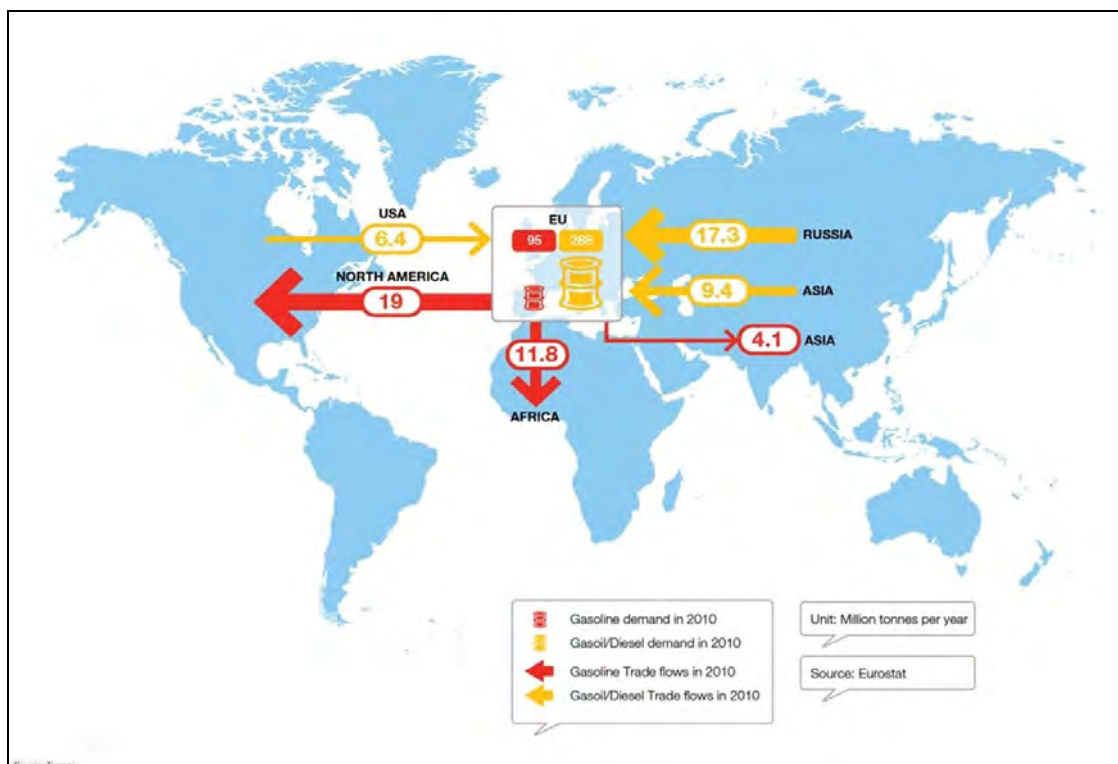 USA
6.4
NORTH AMERICA
19
EU
95
11.8
AFRICA
17.3
RUSSIA
9.4
ASIA
4.1
ASIA
Gasoline demand in 2010
Gasoil/Diesel demand in 2010
Gasoline Trade flows in 2010
Gasoil/Diesel Trade flows in 2010
Unit: Million tonnes per year
Source: Eurostat